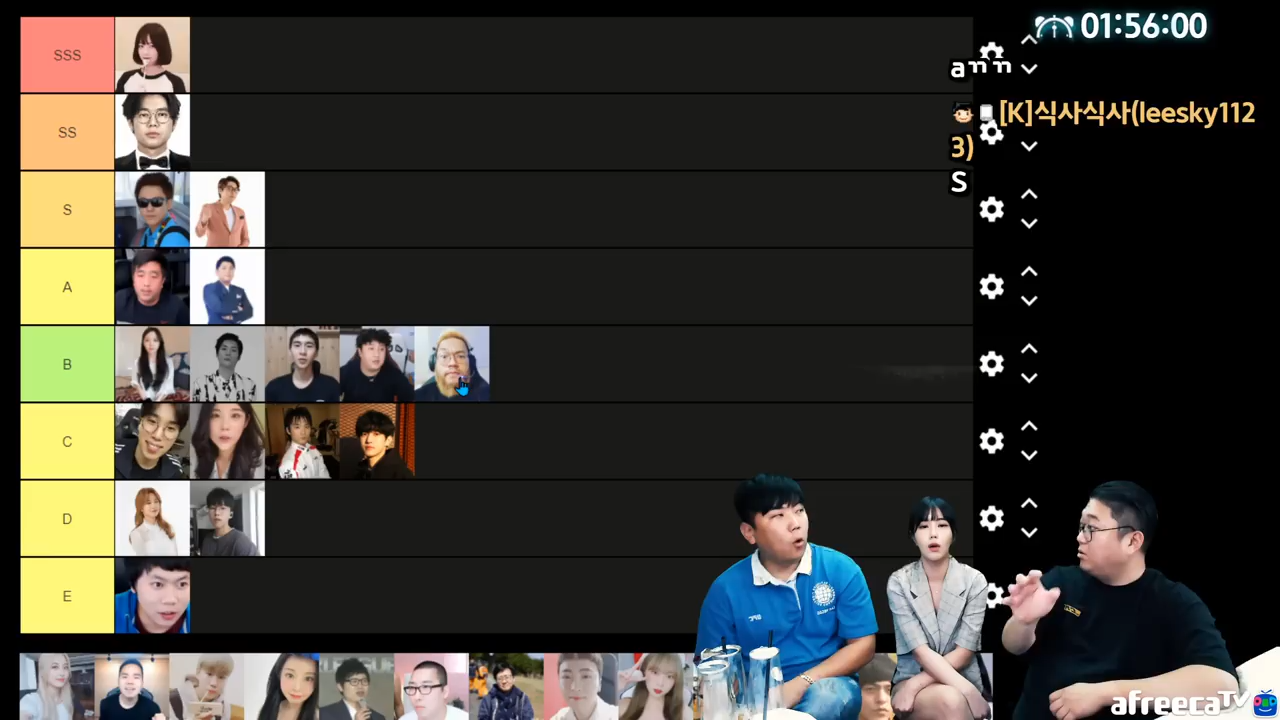 SSS
SS
S
A
B
C
D
E
01:56:00
aㄲㄲ
[K]식사식사(leesky112
3)
S
afreecaTV